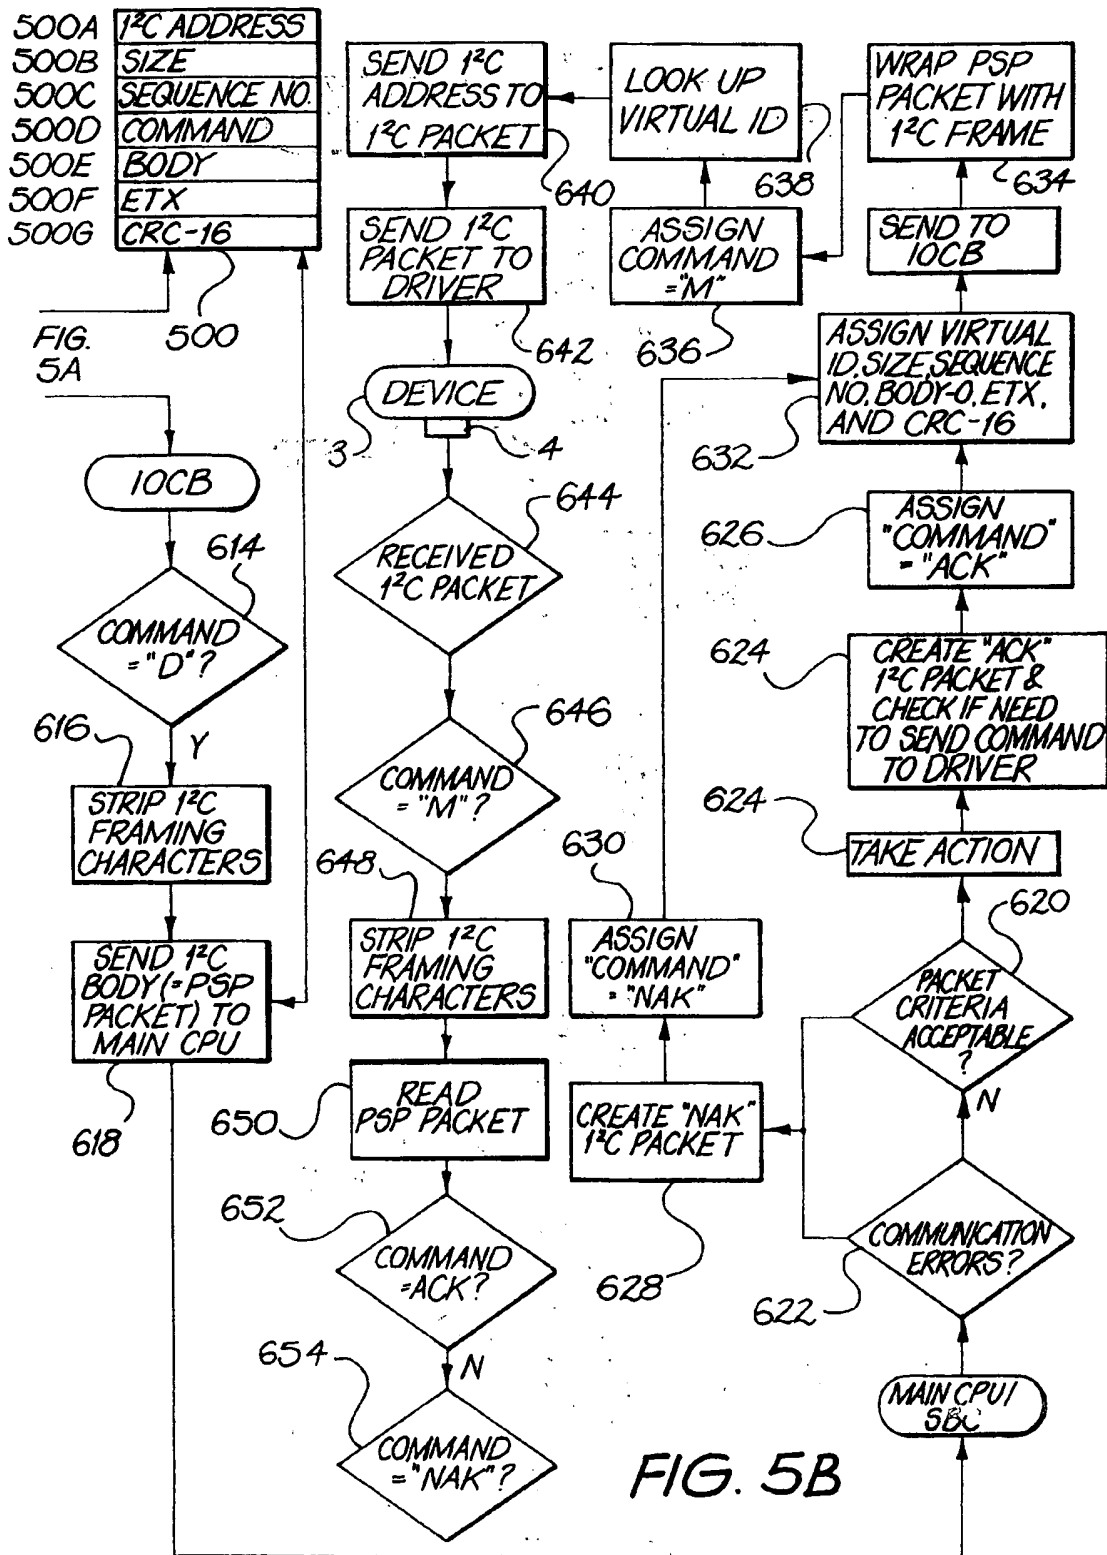 500A I²C ADDRESS
500B SIZE
500C SEQUENCE NO.
500D COMMAND
500E BODY
500F ETX
500G CRC-16
500
FIG.
5A
IOCB
614
COMMAND
="D"?
Y
616
STRIP I²C
FRAMING
CHARACTERS
SEND I²C
BODY (=PSP
PACKET) TO
MAIN CPU
618
SEND I²C
ADDRESS TO
I²C PACKET
640
SEND I²C
PACKET TO
DRIVER
642
DEVICE
3
4
644
RECEIVED
I²C PACKET
646
COMMAND
="M"?
648
STRIP I²C
FRAMING
CHARACTERS
READ
PSP PACKET
650
652
COMMAND
=ACK?
N
654
COMMAND
="NAK"?
LOOK UP
VIRTUAL ID
638
ASSIGN
COMMAND
="M"
636
630
ASSIGN
"COMMAND"
="NAK"
CREATE "NAK"
I²C PACKET
628
WRAP PSP
PACKET WITH
I²C FRAME
634
SEND TO
IOCB
ASSIGN VIRTUAL
ID, SIZE, SEQUENCE
NO, BODY-0, ETX,
AND CRC-16
632
ASSIGN
"COMMAND"
="ACK"
626
CREATE "ACK"
I²C PACKET &
CHECK IF NEED
TO SEND COMMAND
TO DRIVER
624
624
TAKE ACTION
620
PACKET
CRITERIA
ACCEPTABLE
?
N
COMMUNICATION
ERRORS?
622
MAIN CPU/
SBC
FIG. 5B